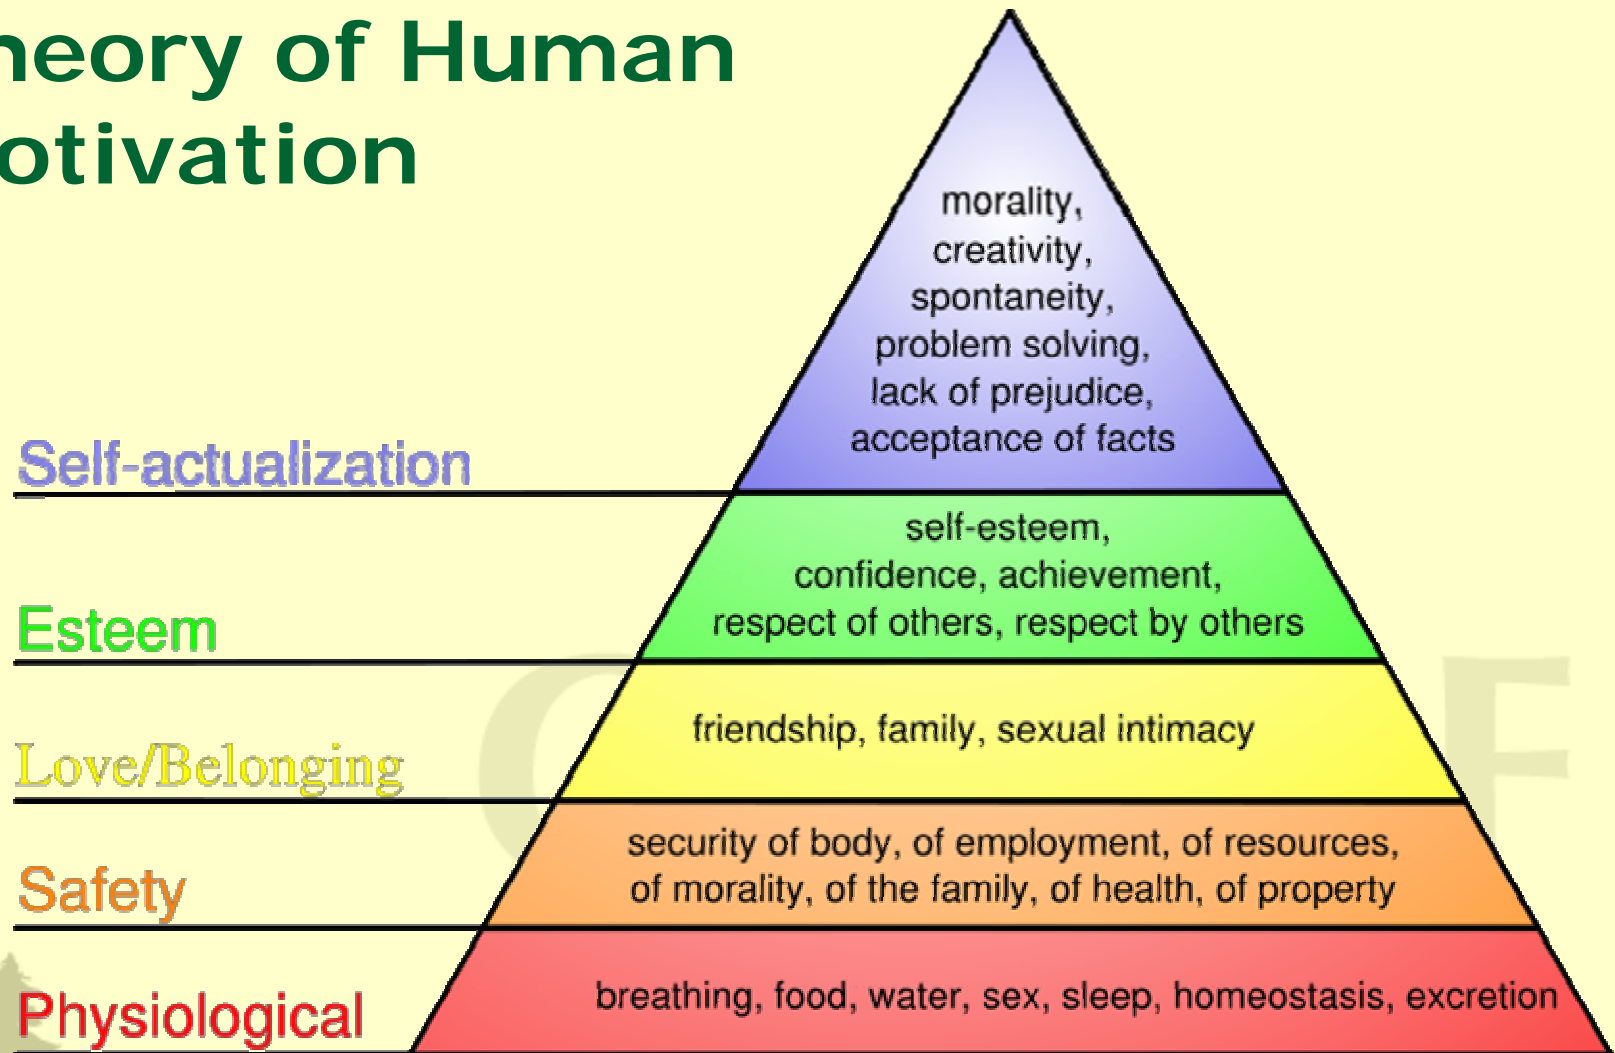 heory of Human
otivation
morality,
creativity,
spontaneity,
problem solving,
lack of prejudice,
acceptance of facts
Self-actualization
self-esteem,
confidence, achievement,
respect of others, respect by others
Esteem
friendship, family, sexual intimacy
Love/Belonging
security of body, of employment, of resources,
of morality, of the family, of health, of property
Safety
breathing, food, water, sex, sleep, homeostasis, excretion
Physiological